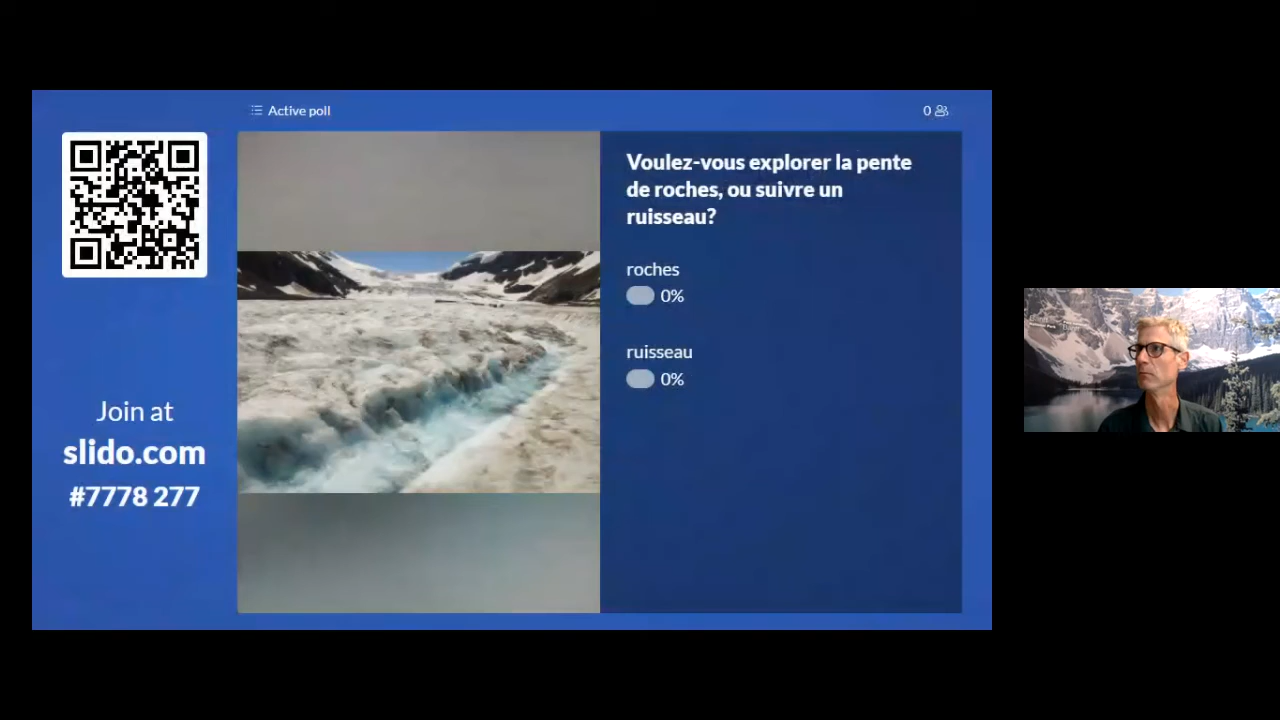 Active poll
0
Join at
slido.com
#7778 277
Voulez-vous explorer la pente
de roches, ou suivre un
ruisseau?
roches
0%
ruisseau
0%